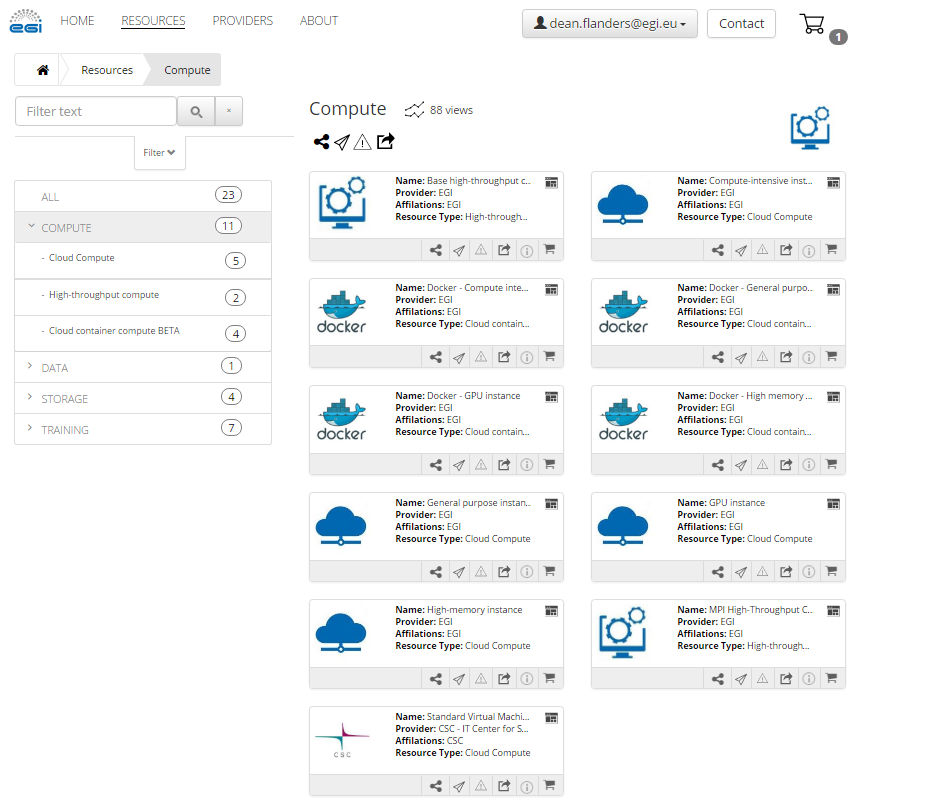 egi
HOME RESOURCES PROVIDERS ABOUT
dean.flanders@egi.eu
Contact
1
Resources
Compute
Filter text
×
Filter
ALL 23
COMPUTE 11
- Cloud Compute 5
- High-throughput compute 2
- Cloud container compute BETA 4
DATA 1
STORAGE 4
TRAINING 7
Compute
88 views
Name: Base high-throughput c...
Provider: EGI
Affilations: EGI
Resource Type: High-through...
Name: Compute-intensive inst...
Provider: EGI
Affilations: EGI
Resource Type: Cloud Compute
docker
Name: Docker - Compute inte...
Provider: EGI
Affilations: EGI
Resource Type: Cloud contain...
docker
Name: Docker - General purpo...
Provider: EGI
Affilations: EGI
Resource Type: Cloud contain...
docker
Name: Docker - GPU instance
Provider: EGI
Affilations: EGI
Resource Type: Cloud contain...
docker
Name: Docker - High memory ...
Provider: EGI
Affilations: EGI
Resource Type: Cloud contain...
Name: General purpose instan...
Provider: EGI
Affilations: EGI
Resource Type: Cloud Compute
Name: GPU instance
Provider: EGI
Affilations: EGI
Resource Type: Cloud Compute
Name: High-memory instance
Provider: EGI
Affilations: EGI
Resource Type: Cloud Compute
Name: MPI High-Throughput C...
Provider: EGI
Affilations: EGI
Resource Type: High-through...
CSC
Name: Standard Virtual Machi...
Provider: CSC - IT Center for S...
Affilations: CSC
Resource Type: Cloud Compute